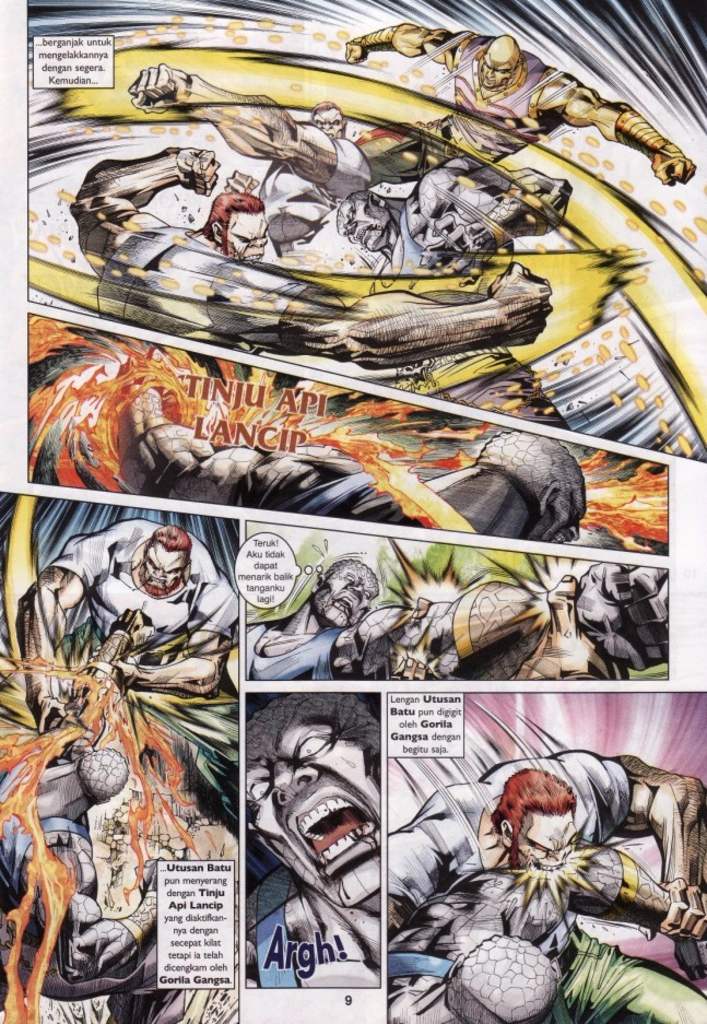 ...berganjak untuk
mengelakkannya
dengan segera.
Kemudian...
TINJU API
LANCIP
Teruk!
Aku tidak
dapat
menarik balik
tanganku
lagi!
...Utusan Batu
pun menyerang
dengan Tinju
Api Lancip
yang diaktifkan-
nya dengan
secepat kilat
tetapi ia telah
dicengkam oleh
Gorila Gangsa.
Argh!
Lengan Utusan
Batu pun digigit
oleh Gorila
Gangsa dengan
begitu saja.
9